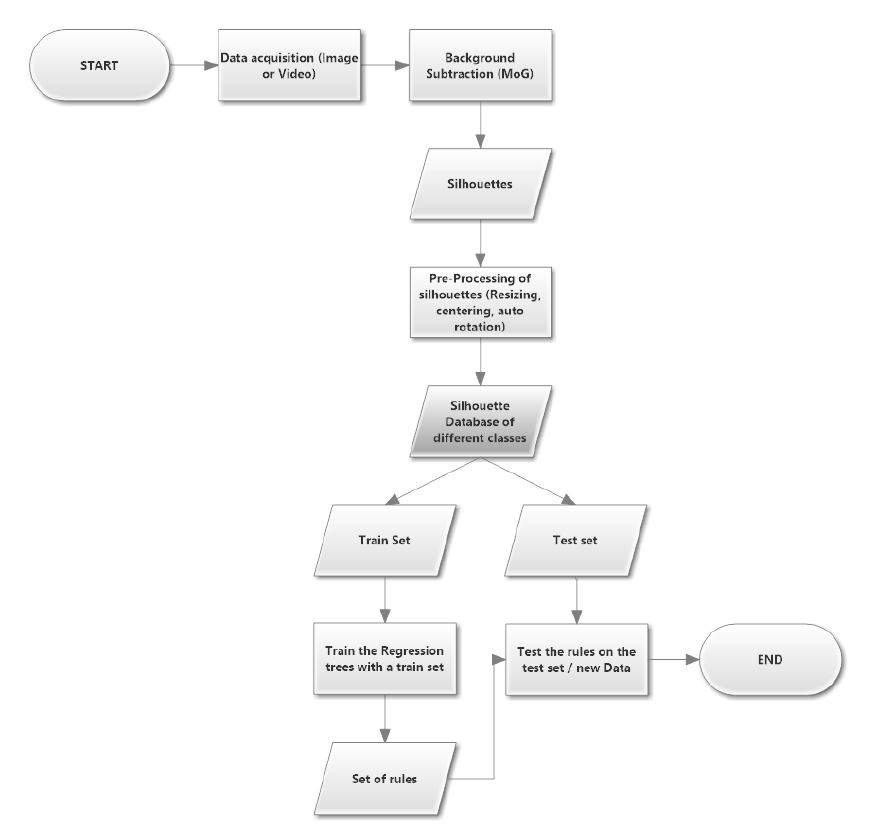 START
Data acquisition (Image
or Video)
Background
Subtraction (MoG)
Silhouettes
Pre-Processing of
silhouettes (Resizing,
centering, auto
rotation)
Silhouette
Database of
different classes
Train Set
Test set
Train the Regression
trees with a train set
Test the rules on the
test set / new Data
END
Set of rules